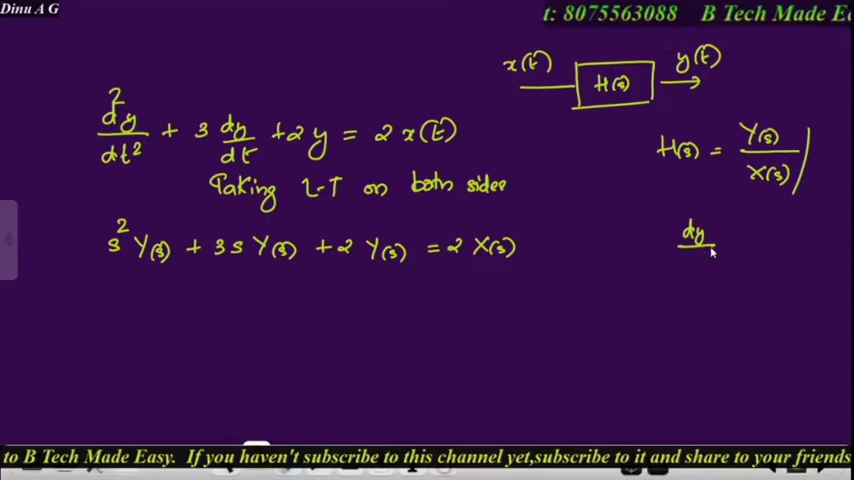 Dinu A G
t: 8075563088 B Tech Made Ea
x(t) H(s) y(t)
d²y/dt² + 3 dy/dt + 2y = 2 x(t)
H(s) = Y(s)/X(s) |
Taking L-T on both sides
s² Y(s) + 3s Y(s) + 2 Y(s) = 2 X(s)
dy
to B Tech Made Easy. If you haven't subscribe to this channel yet,subscribe to it and share to your friends